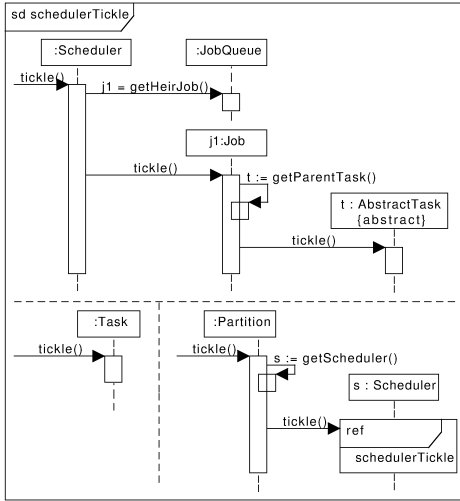 sd schedulerTickle
:Scheduler
:JobQueue
tickle()
j1 = getHeirJob()
j1:Job
tickle()
t := getParentTask()
t : AbstractTask
{abstract}
tickle()
:Task
:Partition
tickle()
tickle()
s := getScheduler()
s : Scheduler
tickle()
ref
schedulerTickle